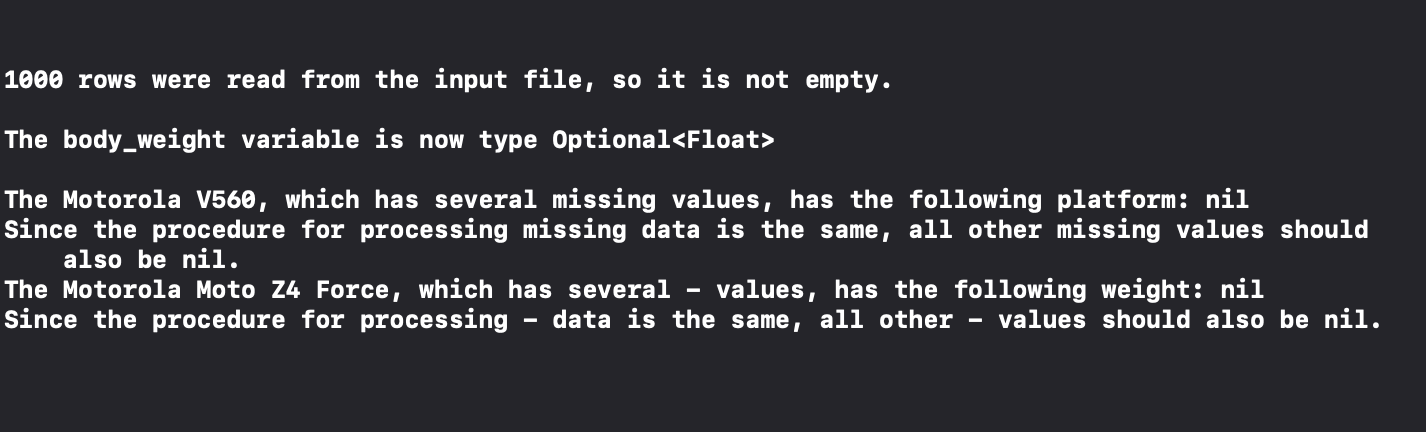 1000 rows were read from the input file, so it is not empty.
The body_weight variable is now type Optional<Float>
The Motorola V560, which has several missing values, has the following platform: nil
Since the procedure for processing missing data is the same, all other missing values should
also be nil.
The Motorola Moto Z4 Force, which has several - values, has the following weight: nil
Since the procedure for processing - data is the same, all other - values should also be nil.